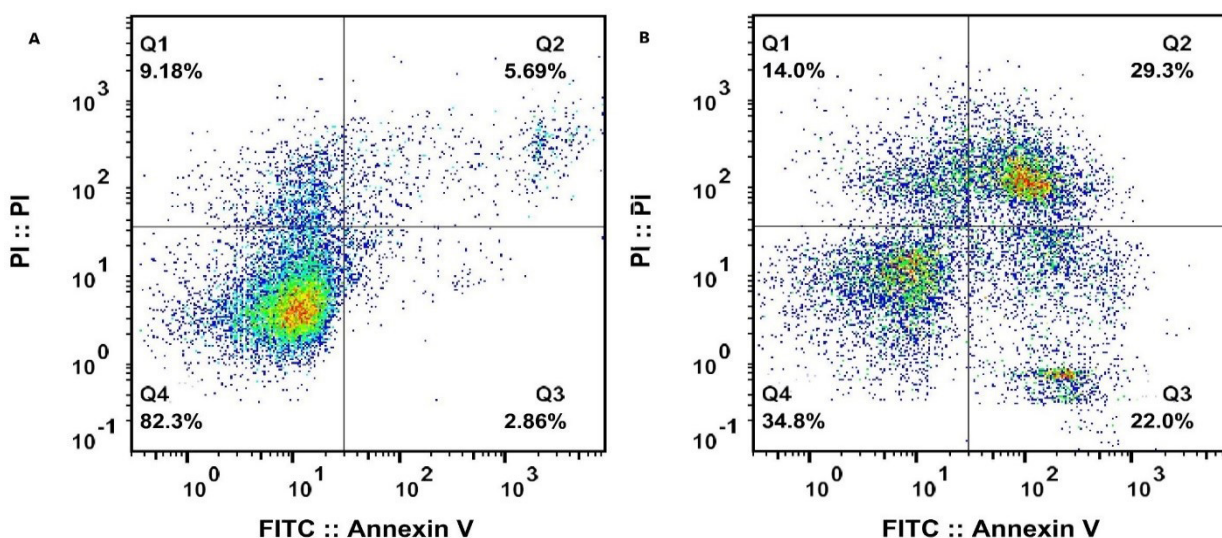 A
Q1
9.18%
Q2
5.69%
10^3
10^2
10^1
10^0
10^-1
PI :: PI
Q4
82.3%
Q3
2.86%
10^0
10^1
10^2
10^3
FITC :: Annexin V
B
Q1
14.0%
Q2
29.3%
10^3
10^2
10^1
10^0
10^-1
PI :: Pi
Q4
34.8%
Q3
22.0%
10^0
10^1
10^2
10^3
FITC :: Annexin V